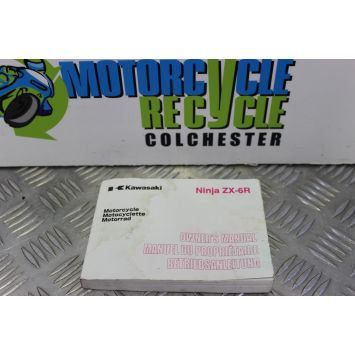 MOTORCYCLE
RECYCLE
COLCHESTER
Kawasaki
Ninja ZX-6R
Motorcycle
Motocyclette
Motorrad
OWNER'S MANUAL
MANUEL DU PROPRIÉTAIRE
BETRIEBSANLEITUNG